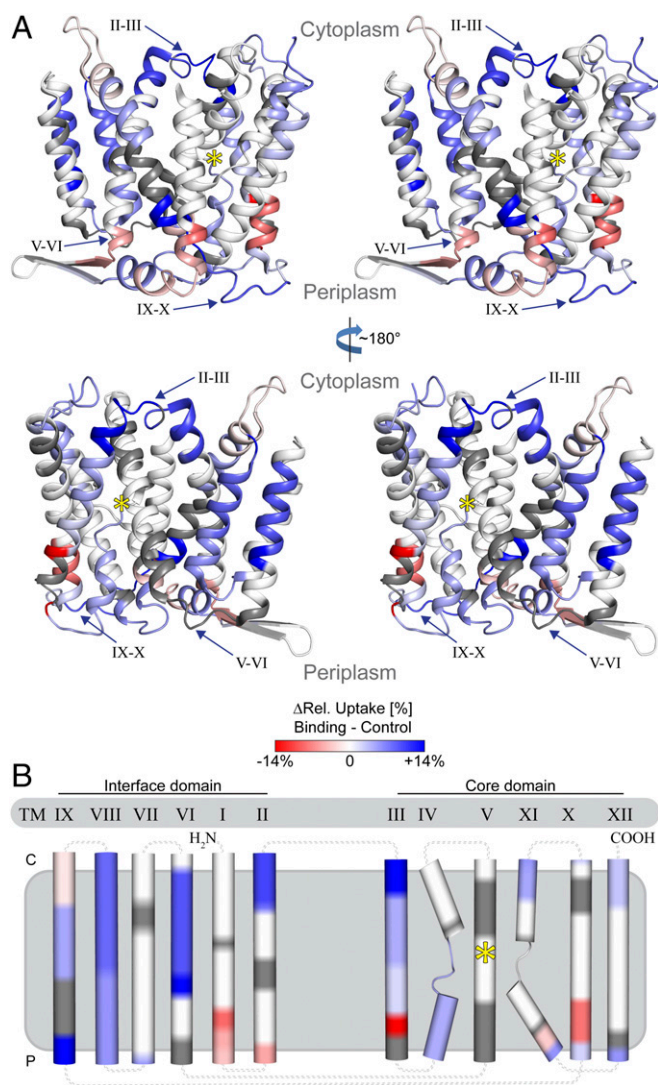 A
II-III
Cytoplasm
II-III
V-VI
V-VI
Periplasm
IX-X
IX-X
~180°
Cytoplasm
II-III
II-III
IX-X
V-VI
IX-X
V-VI
Periplasm
ΔRel. Uptake [%]
Binding - Control
-14% 0 +14%
B
Interface domain Core domain
TM IX VIII VII VI I II III IV V XI X XII
H2N COOH
C
P